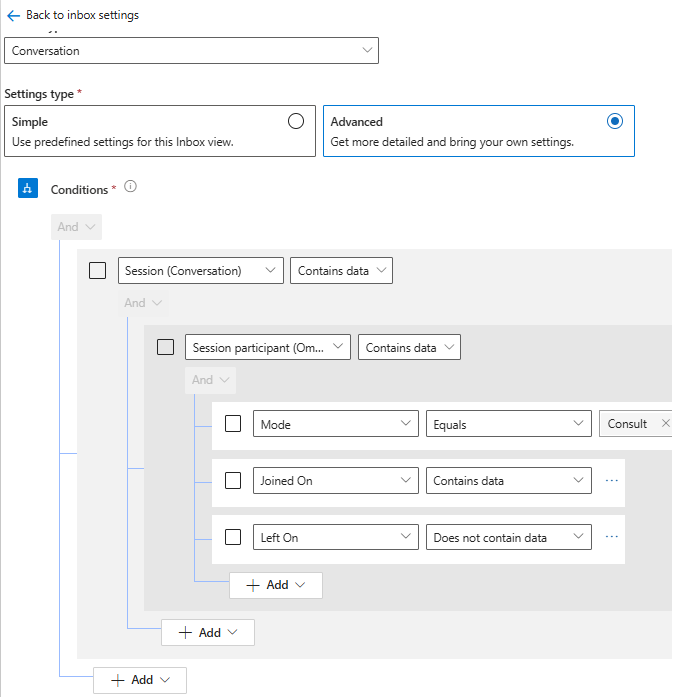 Back to inbox settings
Conversation
Settings type *
Simple
Use predefined settings for this Inbox view.
Advanced
Get more detailed and bring your own settings.
Conditions *
And
Session (Conversation) Contains data
And
Session participant (Om... Contains data
And
Mode Equals Consult
Joined On Contains data
Left On Does not contain data
Add
Add
Add